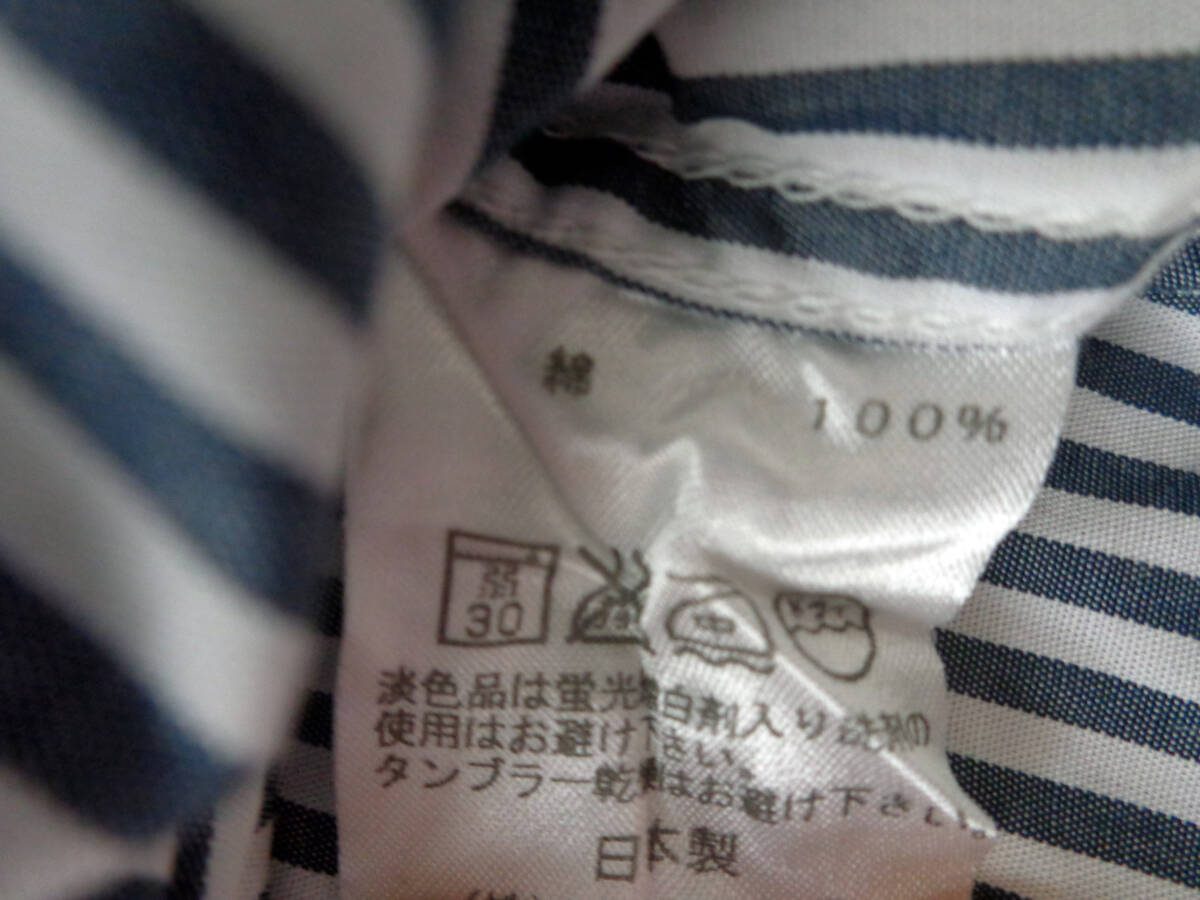 綿 100%
弱 30 中 ドライ
淡色品は蛍光増白剤入り洗剤の
使用はお避け下さい。
タンブラー乾燥はお避け下さい。
日本製